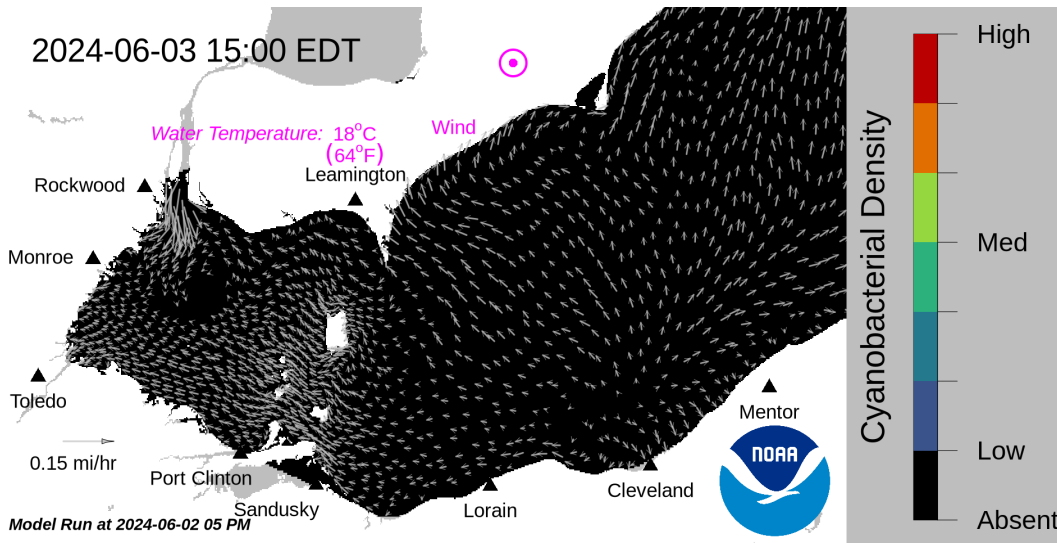 2024-06-03 15:00 EDT
Water Temperature: 18°C
(64°F)
Wind
Leamington
Rockwood
Monroe
Toledo
0.15 mi/hr
Port Clinton
Sandusky
Lorain
Cleveland
Mentor
NOAA
Model Run at 2024-06-02 05 PM
Cyanobacterial Density
High
Med
Low
Absent